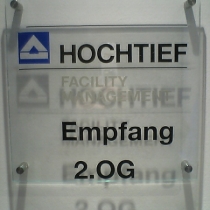 HOCHTIEF
FACILITY
MANAGEMENT
Empfang
2.OG